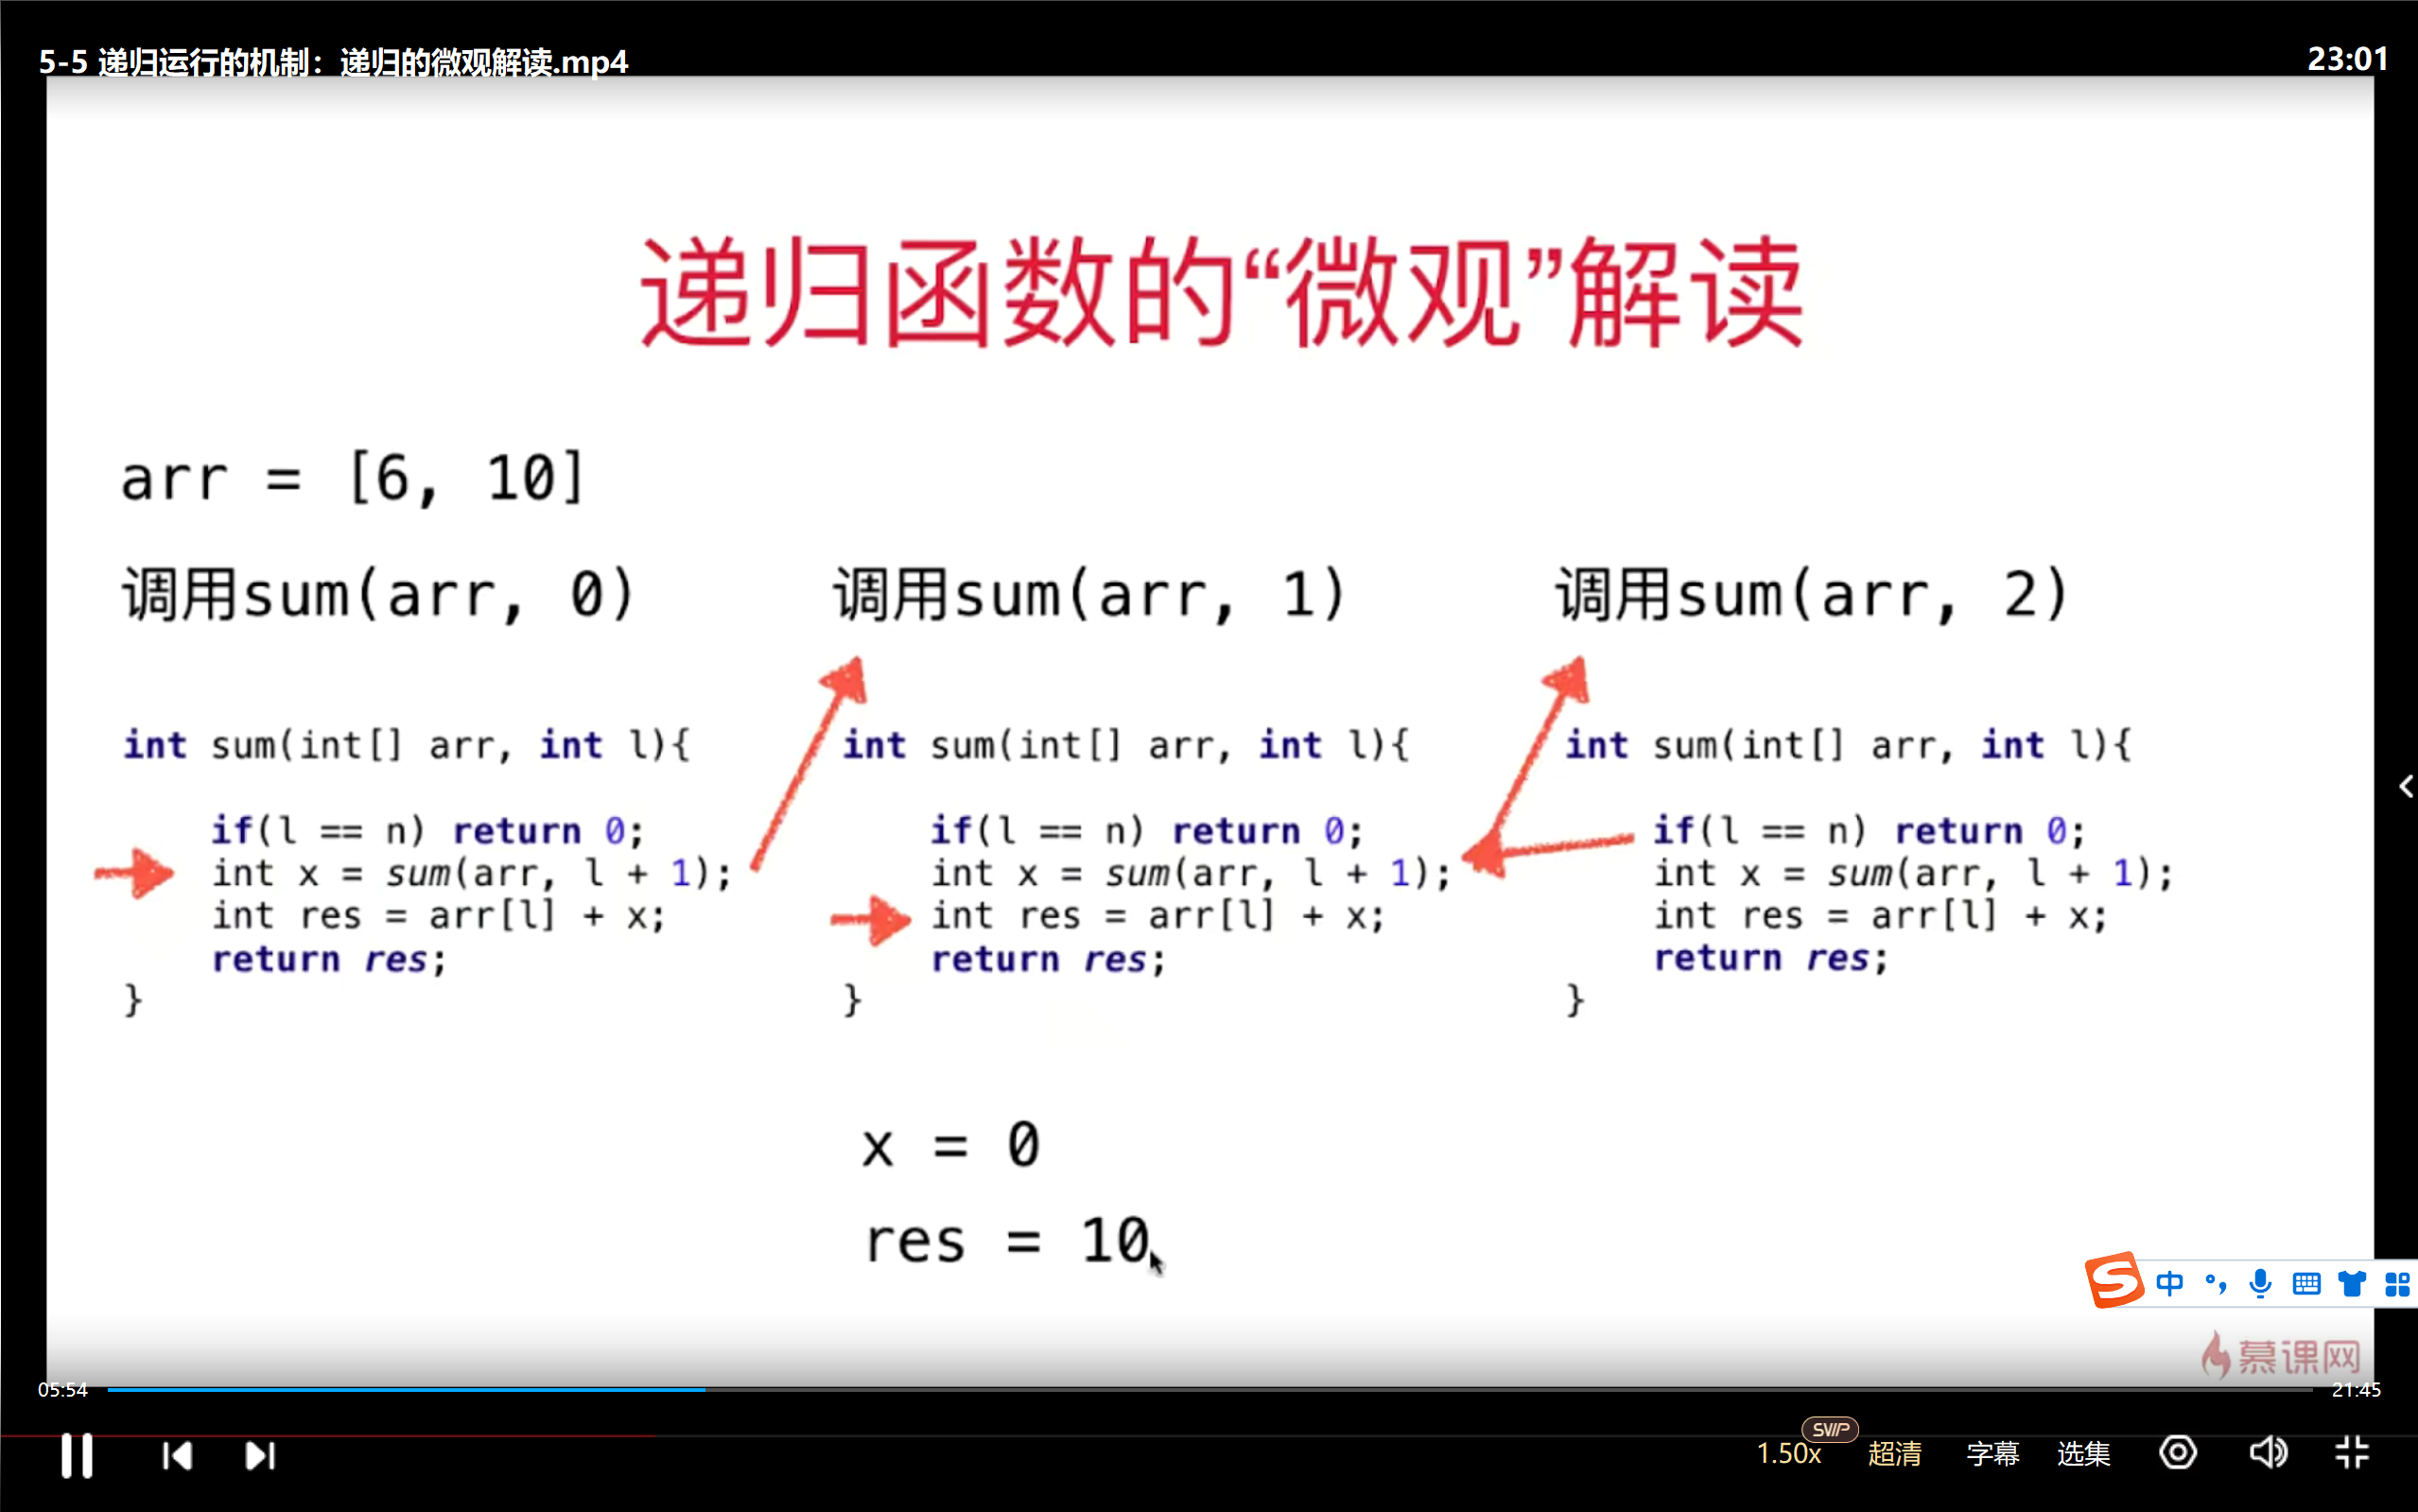 5-5 递归运行的机制：递归的微观解读.mp4
23:01
递归函数的“微观”解读
arr = [6, 10]
调用sum(arr, 0)
int sum(int[] arr, int l){
if(l == n) return 0;
int x = sum(arr, l + 1);
int res = arr[l] + x;
return res;
}
调用sum(arr, 1)
int sum(int[] arr, int l){
if(l == n) return 0;
int x = sum(arr, l + 1);
int res = arr[l] + x;
return res;
}
x = 0
res = 10
调用sum(arr, 2)
int sum(int[] arr, int l){
if(l == n) return 0;
int x = sum(arr, l + 1);
int res = arr[l] + x;
return res;
}
S 中
慕课网
05:54
21:45
SVIP
1.50x 超清 字幕 选集